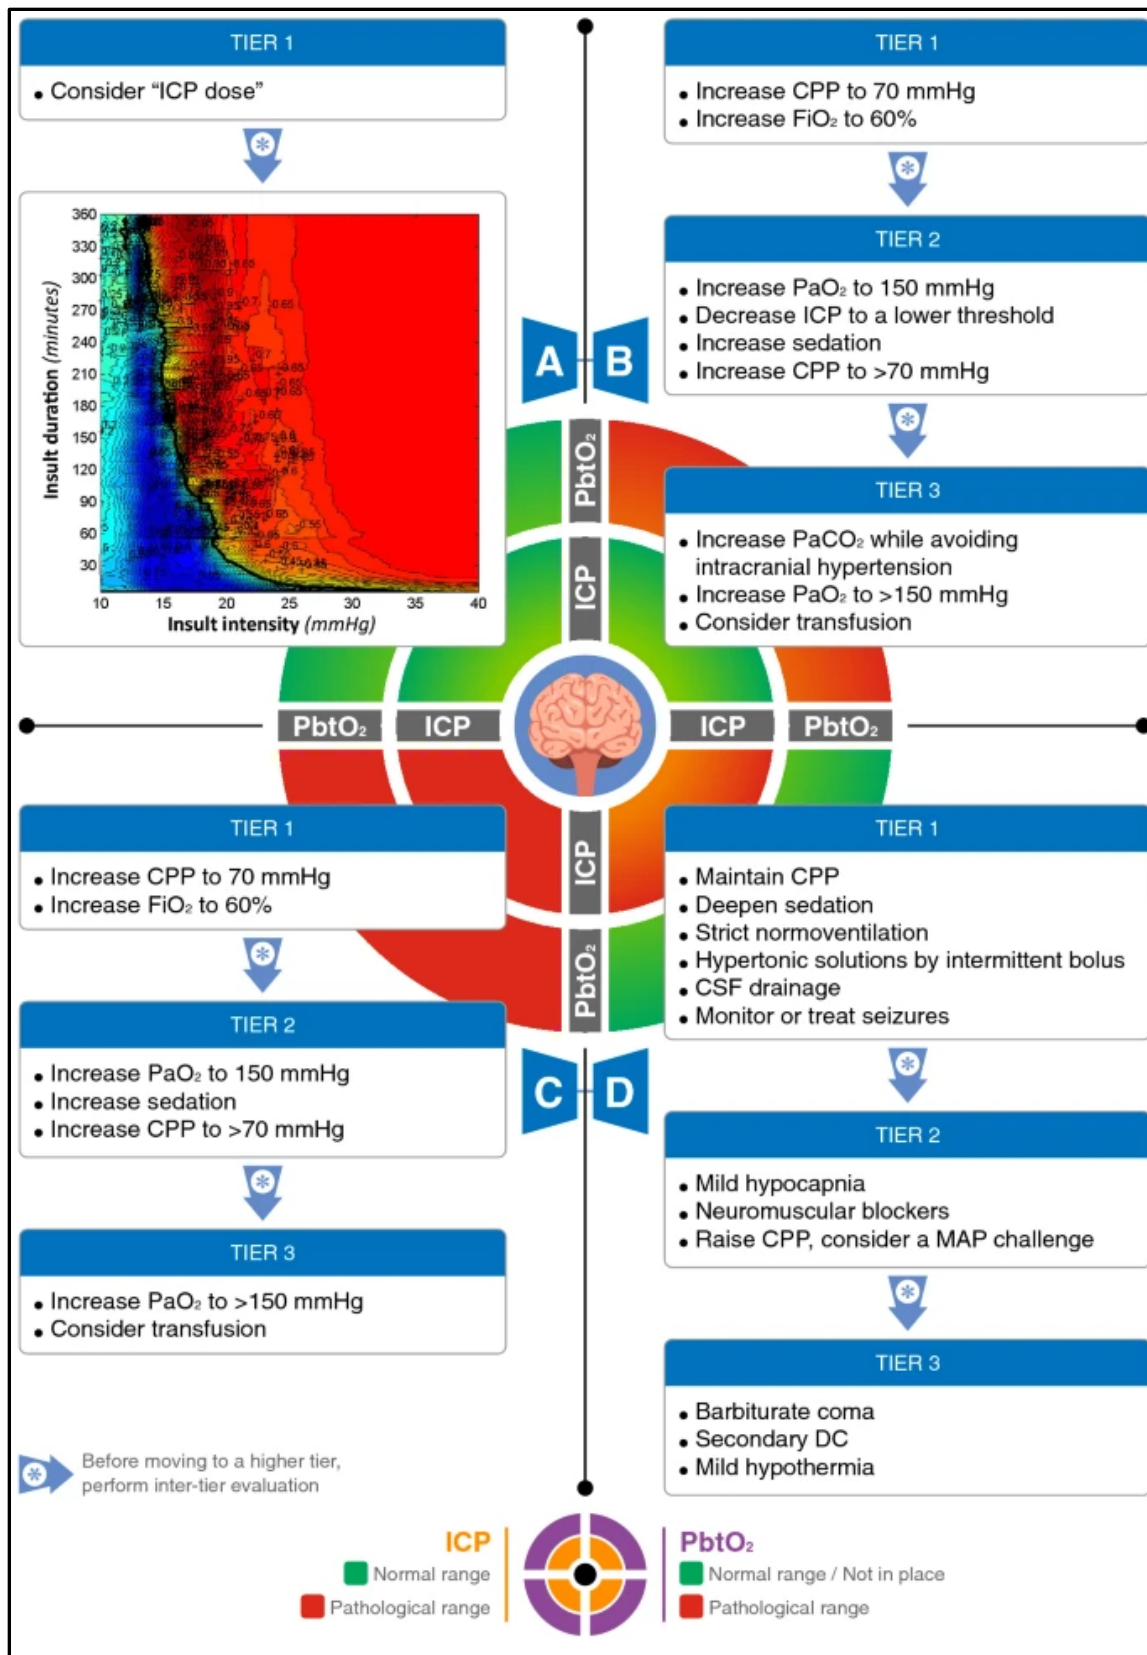 TIER 1
• Consider “ICP dose”
Insult duration (minutes)
360
330
300
270
240
210
180
150
120
90
60
30
10
15
20
25
30
35
40
Insult intensity (mmHg)
TIER 1
• Increase CPP to 70 mmHg
• Increase FiO₂ to 60%
TIER 2
• Increase PaO₂ to 150 mmHg
• Decrease ICP to a lower threshold
• Increase sedation
• Increase CPP to >70 mmHg
TIER 3
• Increase PaCO₂ while avoiding
intracranial hypertension
• Increase PaO₂ to >150 mmHg
• Consider transfusion
A
B
PbtO₂
ICP
PbtO₂
ICP
ICP
PbtO₂
ICP
PbtO₂
C
D
TIER 1
• Increase CPP to 70 mmHg
• Increase FiO₂ to 60%
TIER 2
• Increase PaO₂ to 150 mmHg
• Increase sedation
• Increase CPP to >70 mmHg
TIER 3
• Increase PaO₂ to >150 mmHg
• Consider transfusion
TIER 1
• Maintain CPP
• Deepen sedation
• Strict normoventilation
• Hypertonic solutions by intermittent bolus
• CSF drainage
• Monitor or treat seizures
TIER 2
• Mild hypocapnia
• Neuromuscular blockers
• Raise CPP, consider a MAP challenge
TIER 3
• Barbiturate coma
• Secondary DC
• Mild hypothermia
Before moving to a higher tier,
perform inter-tier evaluation
ICP
Normal range
Pathological range
PbtO₂
Normal range / Not in place
Pathological range